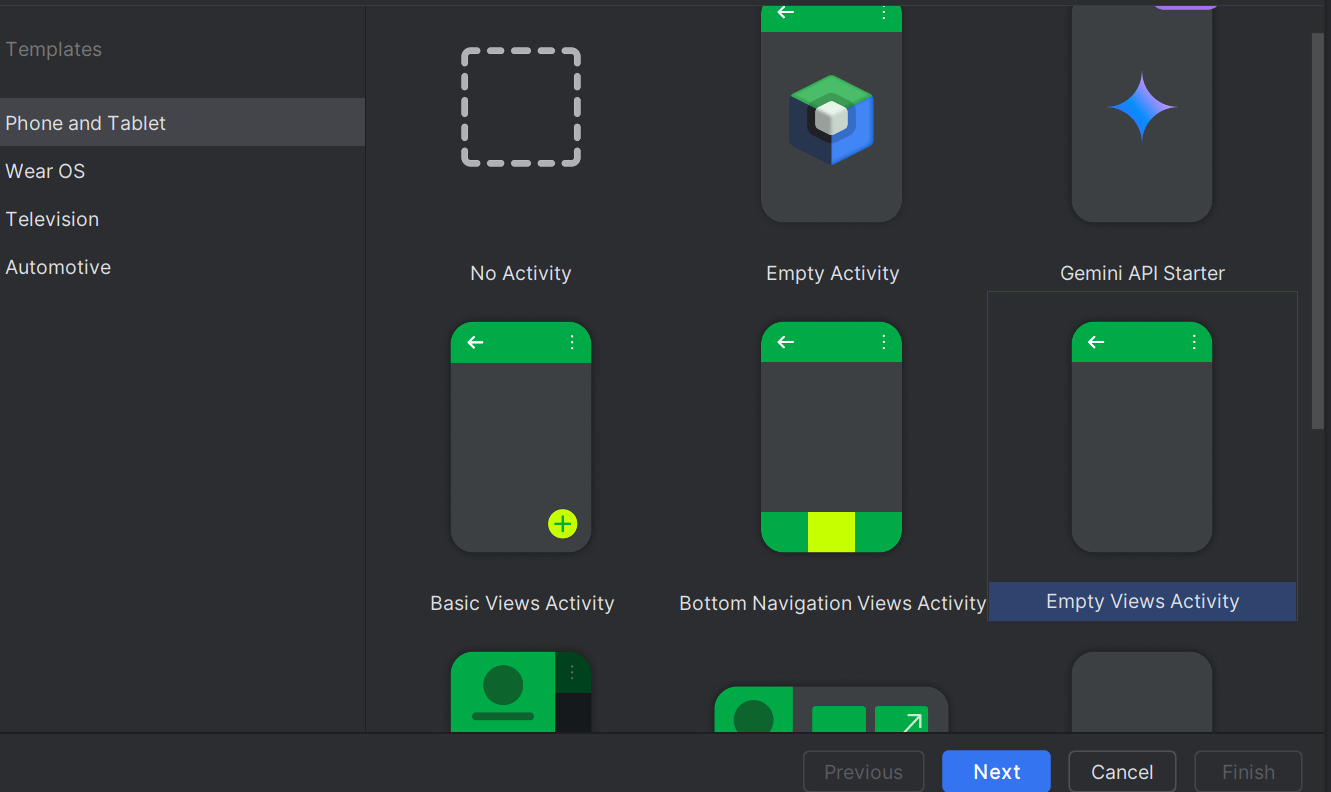 Templates
Phone and Tablet
Wear OS
Television
Automotive
No Activity
Empty Activity
Gemini API Starter
Basic Views Activity
Bottom Navigation Views Activity
Empty Views Activity
Previous
Next
Cancel
Finish